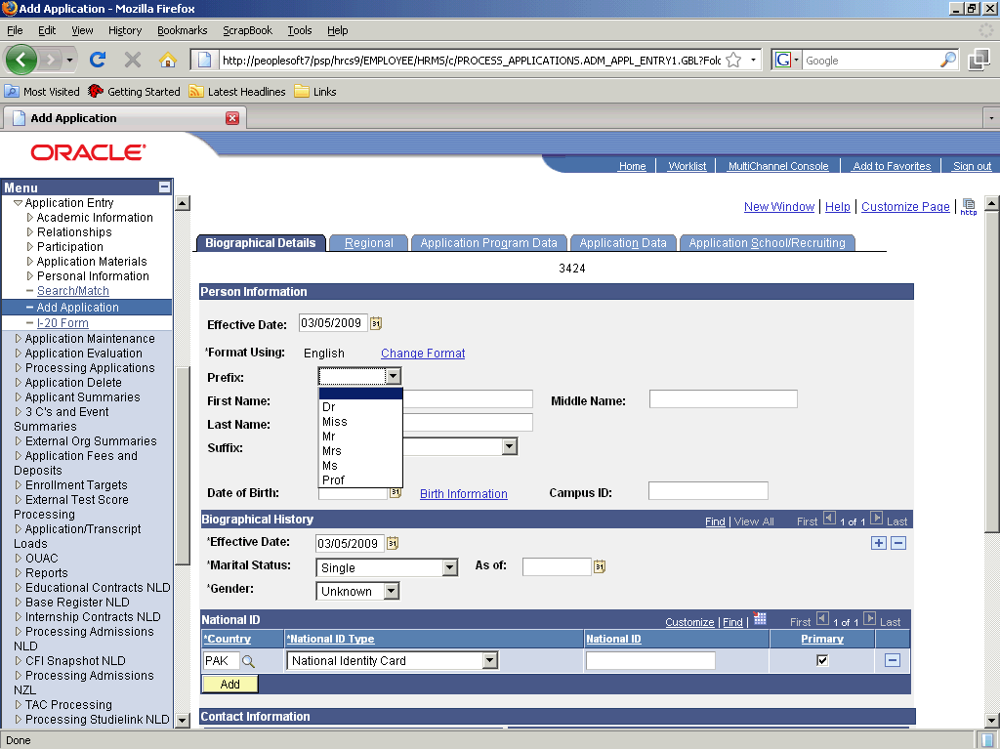 Add Application - Mozilla Firefox
File Edit View History Bookmarks ScrapBook Tools Help
http://peoplesoft7/psp/hrcs9/EMPLOYEE/HRMS/c/PROCESS_APPLICATIONS.ADM_APPL_ENTRY1.GBL?Fold
G Google
Most Visited Getting Started Latest Headlines Links
Add Application
ORACLE
Home Worklist MultiChannel Console Add to Favorites Sign out
Menu
Application Entry
Academic Information
Relationships
Participation
Application Materials
Personal Information
Search/Match
Add Application
I-20 Form
Application Maintenance
Application Evaluation
Processing Applications
Application Delete
Applicant Summaries
3 C's and Event
Summaries
External Org Summaries
Application Fees and
Deposits
Enrollment Targets
External Test Score
Processing
Application/Transcript
Loads
OUAC
Reports
Educational Contracts NLD
Base Register NLD
Internship Contracts NLD
Processing Admissions
NLD
CFI Snapshot NLD
Processing Admissions
NZL
TAC Processing
Processing Studielink NLD
New Window | Help | Customize Page | http
Biographical Details Regional Application Program Data Application Data Application School/Recruiting
3424
Person Information
Effective Date: 03/05/2009 31
*Format Using: English Change Format
Prefix:
Dr
Miss
Mr
Mrs
Ms
Prof
First Name: Middle Name:
Last Name:
Suffix:
Date of Birth: 31 Birth Information Campus ID:
Biographical History Find | View All First 1 of 1 Last
*Effective Date: 03/05/2009 31
*Marital Status: Single As of: 31
*Gender: Unknown
National ID Customize | Find | First 1 of 1 Last
*Country *National ID Type National ID Primary
PAK National Identity Card
Add
Contact Information
Done